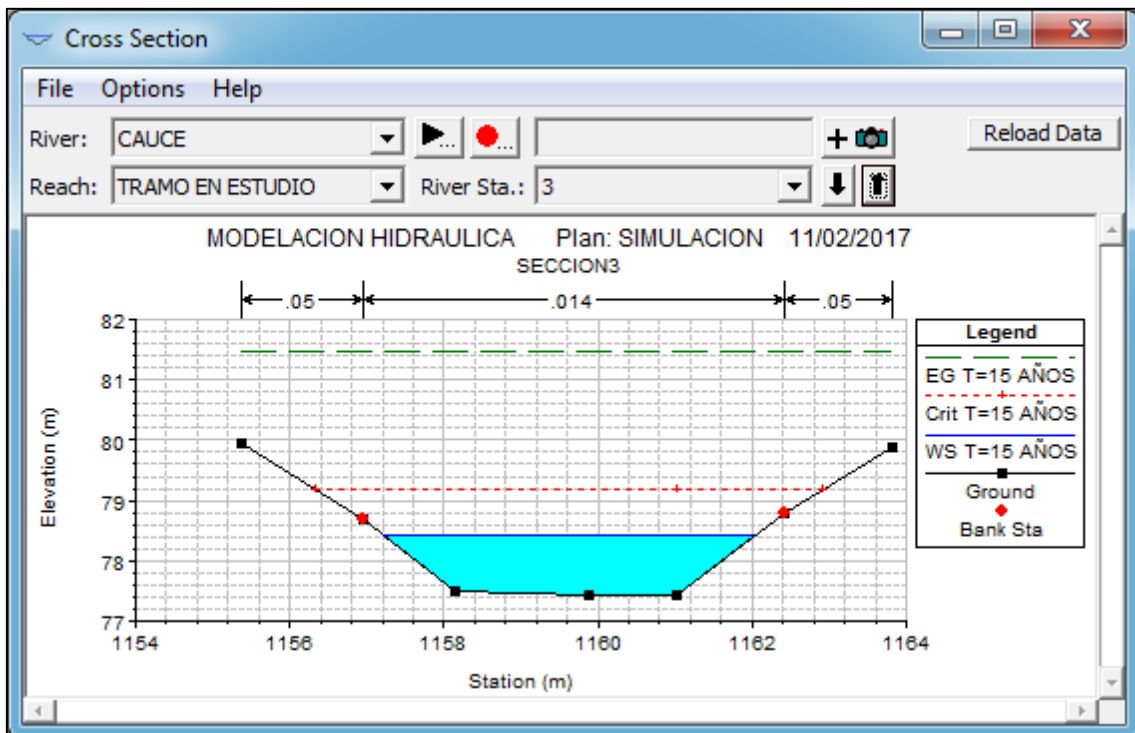 Cross Section
File Options Help
River: CAUCE ... ... + Reload Data
Reach: TRAMO EN ESTUDIO River Sta.: 3
MODELACION HIDRAULICA Plan: SIMULACION 11/02/2017
SECCION3
.05 .014 .05
82
81
80
79
78
77
1154 1156 1158 1160 1162 1164
Elevation (m)
Station (m)
Legend
EG T=15 AÑOS
Crit T=15 AÑOS
WS T=15 AÑOS
Ground
Bank Sta